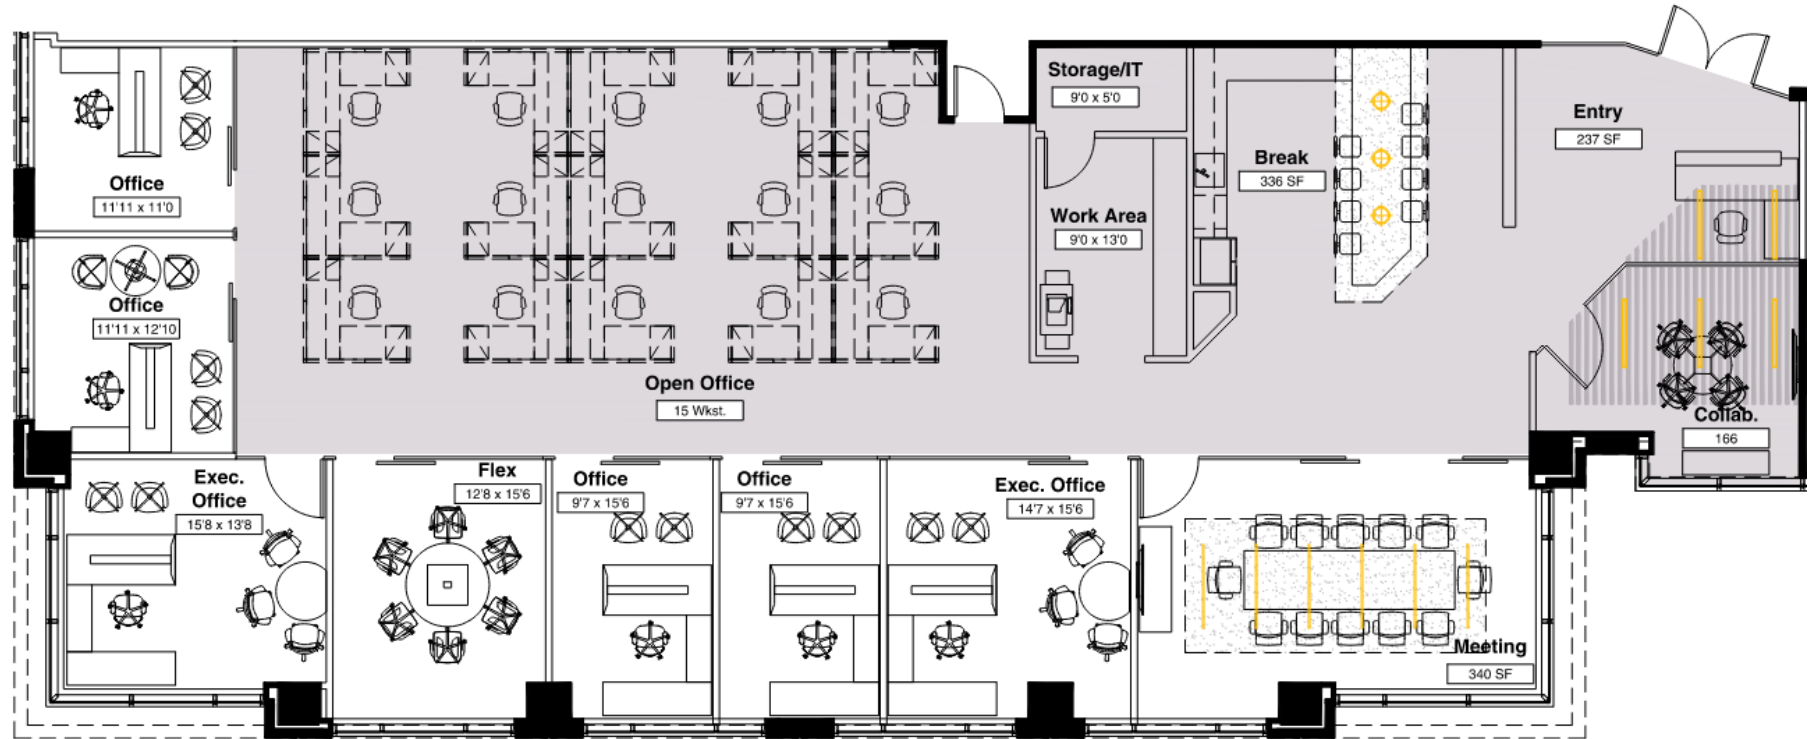 Storage/IT
9'0 x 5'0
Entry
237 SF
Break
336 SF
Office
11'11 x 11'0
Work Area
9'0 x 13'0
Office
11'11 x 12'10
Open Office
15 Wkst.
Collab.
166
Exec.
Office
15'8 x 13'8
Flex
12'8 x 15'6
Office
9'7 x 15'6
Office
9'7 x 15'6
Exec. Office
14'7 x 15'6
Meeting
340 SF